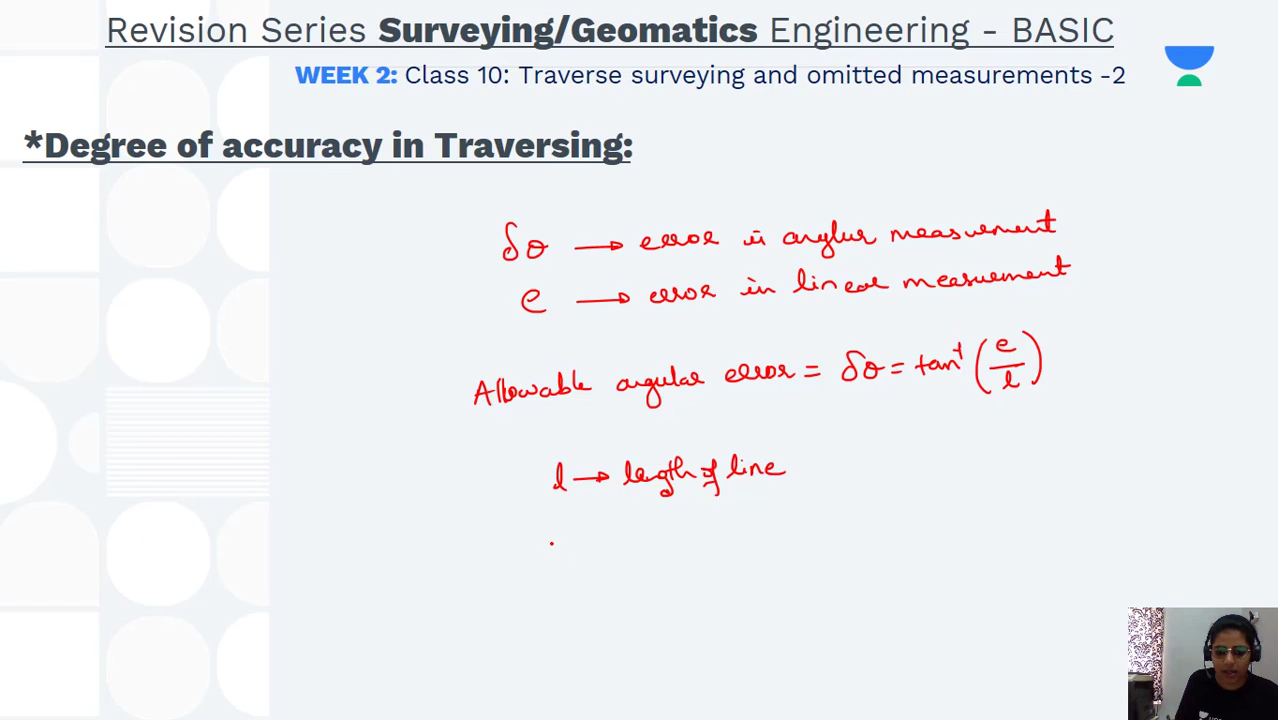 Revision Series Surveying/Geomatics Engineering - BASIC
WEEK 2: Class 10: Traverse surveying and omitted measurements -2
*Degree of accuracy in Traversing:
δθ → error in anglur measurement
e → error in linear measurement
Allowable angular error = δθ = tan⁻¹ (e/l)
l → length of line